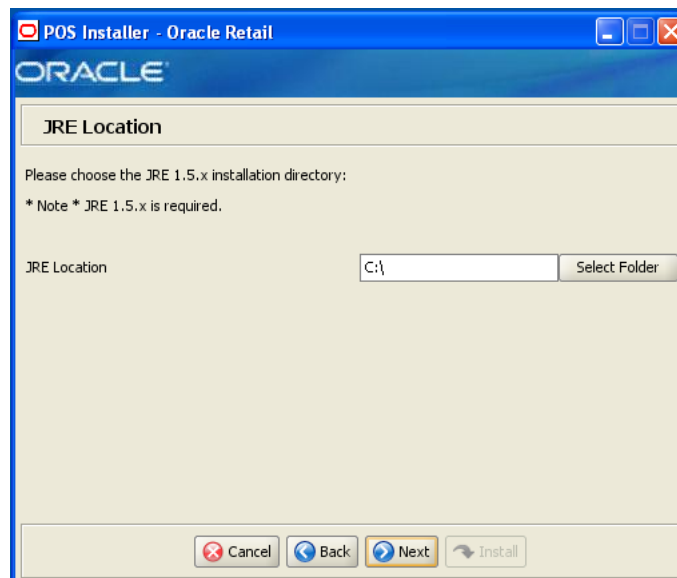 POS Installer - Oracle Retail
ORACLE
JRE Location
Please choose the JRE 1.5.x installation directory:
* Note * JRE 1.5.x is required.
JRE Location C:\ Select Folder
Cancel Back Next Install